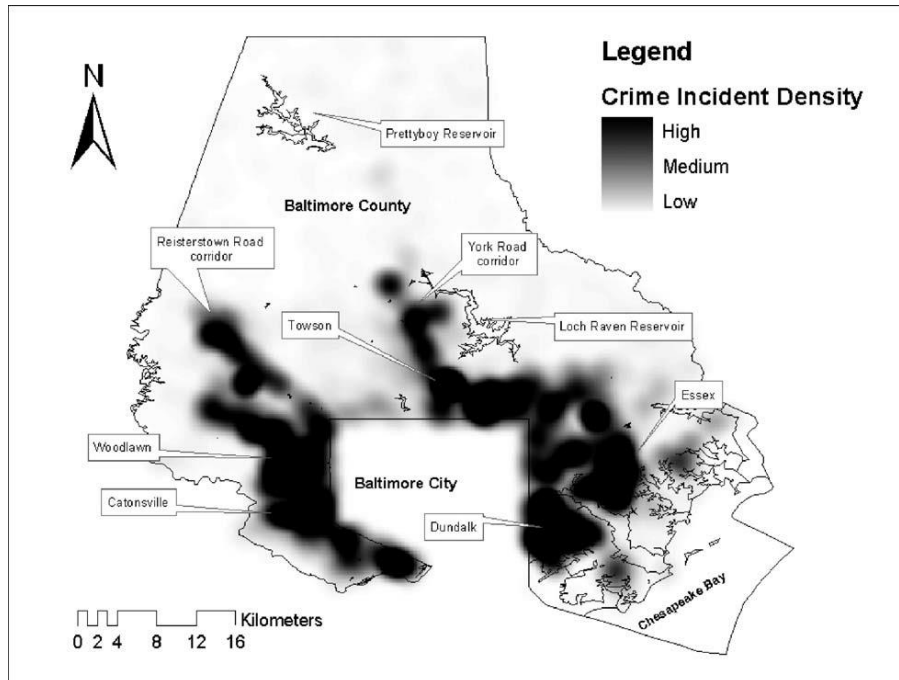 Legend
Crime Incident Density
High
Medium
Low
N
Prettyboy Reservoir
Baltimore County
Reisterstown Road
corridor
York Road
corridor
Towson
Loch Raven Reservoir
Essex
Woodlawn
Baltimore City
Catonsville
Dundalk
Chesapeake Bay
Kilometers
0 2 4 8 12 16